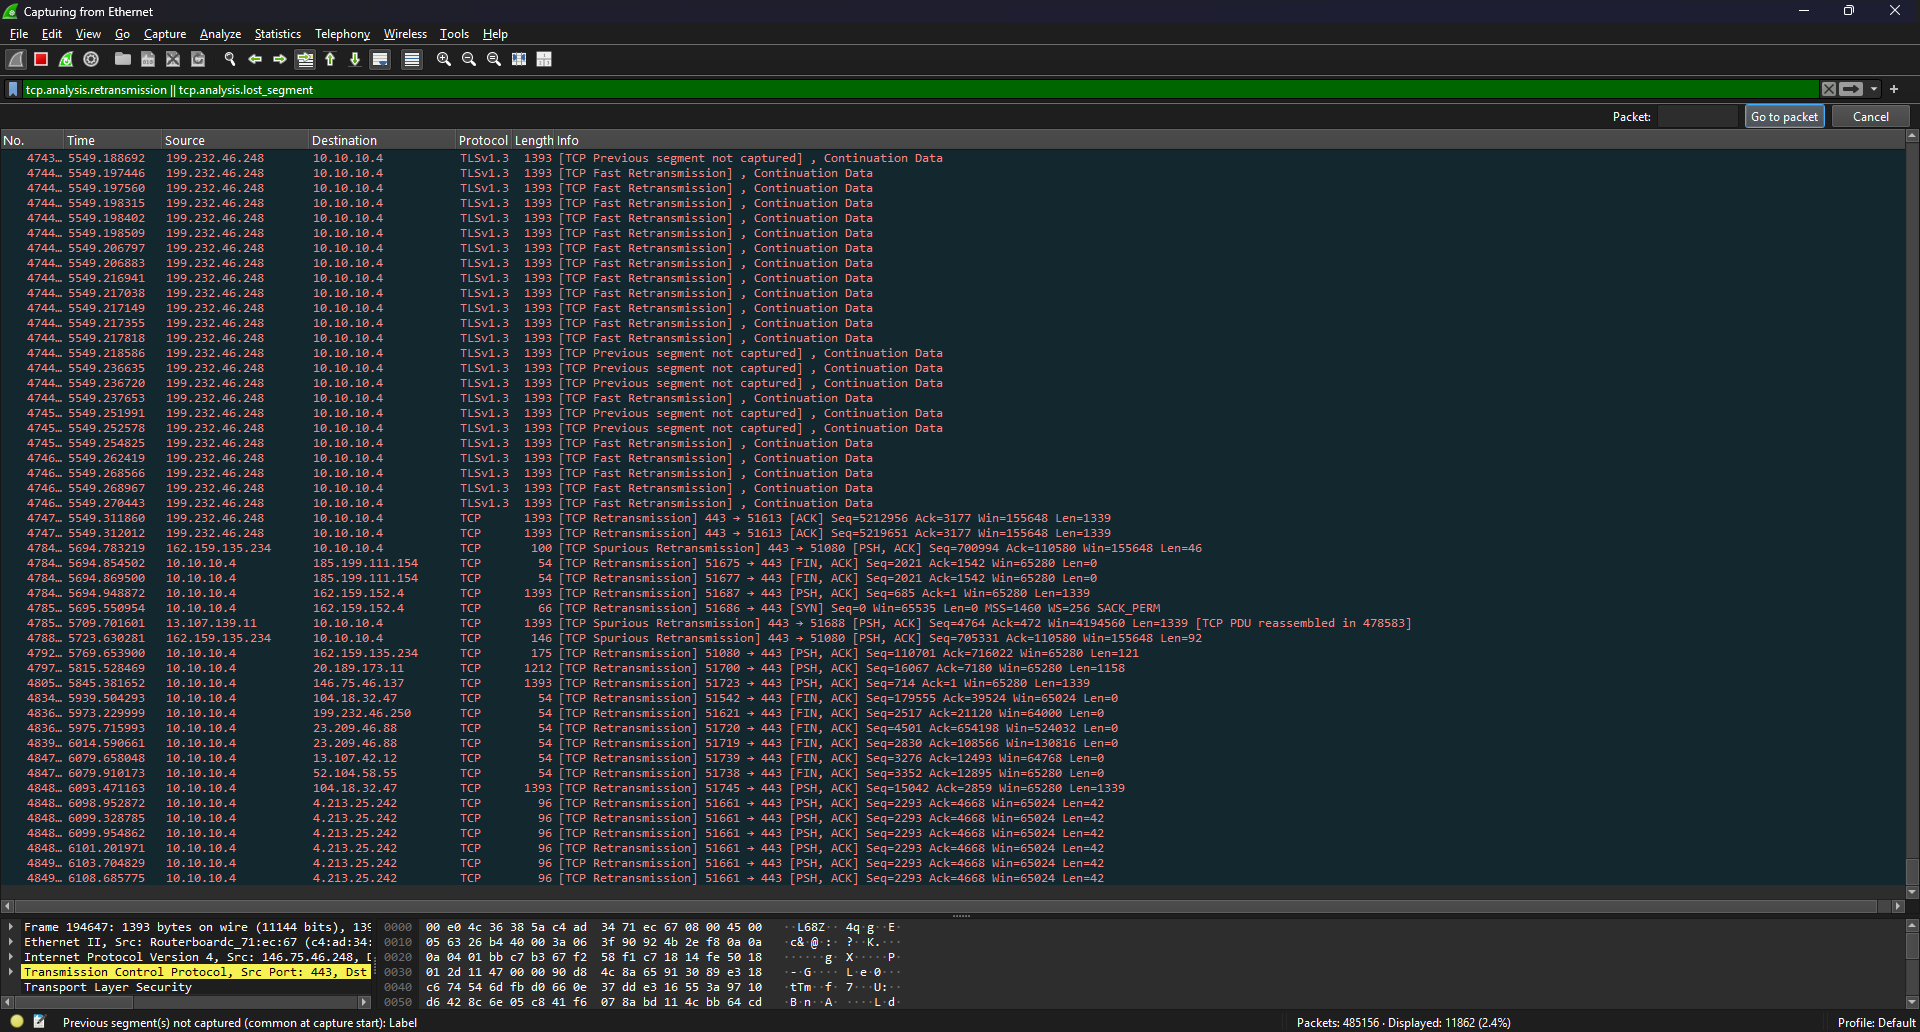 Capturing from Ethernet
File Edit View Go Capture Analyze Statistics Telephony Wireless Tools Help
tcp.analysis.retransmission || tcp.analysis.lost_segment
Packet: Go to packet Cancel
No. Time Source Destination Protocol Length Info
4743… 5549.188692 199.232.46.248 10.10.10.4 TLSv1.3 1393 [TCP Previous segment not captured] , Continuation Data
4744… 5549.197446 199.232.46.248 10.10.10.4 TLSv1.3 1393 [TCP Fast Retransmission] , Continuation Data
4744… 5549.197560 199.232.46.248 10.10.10.4 TLSv1.3 1393 [TCP Fast Retransmission] , Continuation Data
4744… 5549.198315 199.232.46.248 10.10.10.4 TLSv1.3 1393 [TCP Fast Retransmission] , Continuation Data
4744… 5549.198402 199.232.46.248 10.10.10.4 TLSv1.3 1393 [TCP Fast Retransmission] , Continuation Data
4744… 5549.198509 199.232.46.248 10.10.10.4 TLSv1.3 1393 [TCP Fast Retransmission] , Continuation Data
4744… 5549.206797 199.232.46.248 10.10.10.4 TLSv1.3 1393 [TCP Fast Retransmission] , Continuation Data
4744… 5549.206883 199.232.46.248 10.10.10.4 TLSv1.3 1393 [TCP Fast Retransmission] , Continuation Data
4744… 5549.216941 199.232.46.248 10.10.10.4 TLSv1.3 1393 [TCP Fast Retransmission] , Continuation Data
4744… 5549.217038 199.232.46.248 10.10.10.4 TLSv1.3 1393 [TCP Fast Retransmission] , Continuation Data
4744… 5549.217149 199.232.46.248 10.10.10.4 TLSv1.3 1393 [TCP Fast Retransmission] , Continuation Data
4744… 5549.217355 199.232.46.248 10.10.10.4 TLSv1.3 1393 [TCP Fast Retransmission] , Continuation Data
4744… 5549.217818 199.232.46.248 10.10.10.4 TLSv1.3 1393 [TCP Fast Retransmission] , Continuation Data
4744… 5549.218586 199.232.46.248 10.10.10.4 TLSv1.3 1393 [TCP Previous segment not captured] , Continuation Data
4744… 5549.236635 199.232.46.248 10.10.10.4 TLSv1.3 1393 [TCP Previous segment not captured] , Continuation Data
4744… 5549.236720 199.232.46.248 10.10.10.4 TLSv1.3 1393 [TCP Previous segment not captured] , Continuation Data
4744… 5549.237653 199.232.46.248 10.10.10.4 TLSv1.3 1393 [TCP Fast Retransmission] , Continuation Data
4745… 5549.251991 199.232.46.248 10.10.10.4 TLSv1.3 1393 [TCP Previous segment not captured] , Continuation Data
4745… 5549.252578 199.232.46.248 10.10.10.4 TLSv1.3 1393 [TCP Previous segment not captured] , Continuation Data
4745… 5549.254825 199.232.46.248 10.10.10.4 TLSv1.3 1393 [TCP Fast Retransmission] , Continuation Data
4746… 5549.262419 199.232.46.248 10.10.10.4 TLSv1.3 1393 [TCP Fast Retransmission] , Continuation Data
4746… 5549.268566 199.232.46.248 10.10.10.4 TLSv1.3 1393 [TCP Fast Retransmission] , Continuation Data
4746… 5549.268967 199.232.46.248 10.10.10.4 TLSv1.3 1393 [TCP Fast Retransmission] , Continuation Data
4746… 5549.270443 199.232.46.248 10.10.10.4 TLSv1.3 1393 [TCP Fast Retransmission] , Continuation Data
4747… 5549.311860 199.232.46.248 10.10.10.4 TCP 1393 [TCP Retransmission] 443 → 51613 [ACK] Seq=5212956 Ack=3177 Win=155648 Len=1339
4747… 5549.312019 199.232.46.248 10.10.10.4 TCP 1393 [TCP Retransmission] 443 → 51613 [ACK] Seq=5219651 Ack=3177 Win=155648 Len=1339
4784… 5694.783219 162.159.135.234 10.10.10.4 TCP 100 [TCP Spurious Retransmission] 443 → 51080 [PSH, ACK] Seq=700994 Ack=110580 Win=155648 Len=46
4784… 5694.854502 10.10.10.4 185.199.111.154 TCP 54 [TCP Retransmission] 51675 → 443 [FIN, ACK] Seq=2021 Ack=1542 Win=65280 Len=0
4784… 5694.869500 10.10.10.4 185.199.111.154 TCP 54 [TCP Retransmission] 51677 → 443 [FIN, ACK] Seq=2021 Ack=1542 Win=65280 Len=0
4784… 5694.948872 10.10.10.4 162.159.152.4 TCP 1393 [TCP Retransmission] 51687 → 443 [PSH, ACK] Seq=685 Ack=1 Win=65280 Len=1339
4785… 5695.550954 10.10.10.4 162.159.152.4 TCP 66 [TCP Retransmission] 51686 → 443 [SYN] Seq=0 Win=65535 Len=0 MSS=1460 WS=256 SACK_PERM
4785… 5709.701601 13.107.139.11 10.10.10.4 TCP 1393 [TCP Spurious Retransmission] 443 → 51688 [PSH, ACK] Seq=4764 Ack=472 Win=4194560 Len=1339 [TCP PDU reassembled in 478583]
4788… 5723.630281 162.159.135.234 10.10.10.4 TCP 146 [TCP Spurious Retransmission] 443 → 51080 [PSH, ACK] Seq=705331 Ack=110580 Win=155648 Len=92
4792… 5769.653900 10.10.10.4 162.159.135.234 TCP 175 [TCP Retransmission] 51080 → 443 [PSH, ACK] Seq=110701 Ack=716022 Win=65280 Len=121
4797… 5815.528469 10.10.10.4 20.189.173.11 TCP 1212 [TCP Retransmission] 51700 → 443 [PSH, ACK] Seq=16067 Ack=7180 Win=65280 Len=1158
4805… 5845.381652 10.10.10.4 146.75.46.137 TCP 1393 [TCP Retransmission] 51723 → 443 [PSH, ACK] Seq=714 Ack=1 Win=65280 Len=1339
4834… 5939.504293 10.10.10.4 104.18.32.47 TCP 54 [TCP Retransmission] 51542 → 443 [FIN, ACK] Seq=179555 Ack=39524 Win=65024 Len=0
4836… 5973.229999 10.10.10.4 199.232.46.250 TCP 54 [TCP Retransmission] 51621 → 443 [FIN, ACK] Seq=2517 Ack=21120 Win=64000 Len=0
4836… 5975.715993 10.10.10.4 23.209.46.88 TCP 54 [TCP Retransmission] 51720 → 443 [FIN, ACK] Seq=4501 Ack=654198 Win=524032 Len=0
4839… 6014.590661 10.10.10.4 23.209.46.88 TCP 54 [TCP Retransmission] 51719 → 443 [FIN, ACK] Seq=2830 Ack=108566 Win=130816 Len=0
4847… 6079.658048 10.10.10.4 13.107.42.12 TCP 54 [TCP Retransmission] 51739 → 443 [FIN, ACK] Seq=3276 Ack=12493 Win=64768 Len=0
4847… 6079.910173 10.10.10.4 52.104.58.55 TCP 54 [TCP Retransmission] 51738 → 443 [FIN, ACK] Seq=3352 Ack=12895 Win=65280 Len=0
4848… 6093.471163 10.10.10.4 104.18.32.47 TCP 1393 [TCP Retransmission] 51745 → 443 [PSH, ACK] Seq=15042 Ack=2859 Win=65280 Len=1339
4848… 6098.952872 10.10.10.4 4.213.25.242 TCP 96 [TCP Retransmission] 51661 → 443 [PSH, ACK] Seq=2293 Ack=4668 Win=65024 Len=42
4848… 6099.328785 10.10.10.4 4.213.25.242 TCP 96 [TCP Retransmission] 51661 → 443 [PSH, ACK] Seq=2293 Ack=4668 Win=65024 Len=42
4848… 6099.954862 10.10.10.4 4.213.25.242 TCP 96 [TCP Retransmission] 51661 → 443 [PSH, ACK] Seq=2293 Ack=4668 Win=65024 Len=42
4848… 6101.201971 10.10.10.4 4.213.25.242 TCP 96 [TCP Retransmission] 51661 → 443 [PSH, ACK] Seq=2293 Ack=4668 Win=65024 Len=42
4849… 6103.704829 10.10.10.4 4.213.25.242 TCP 96 [TCP Retransmission] 51661 → 443 [PSH, ACK] Seq=2293 Ack=4668 Win=65024 Len=42
4849… 6108.685775 10.10.10.4 4.213.25.242 TCP 96 [TCP Retransmission] 51661 → 443 [PSH, ACK] Seq=2293 Ack=4668 Win=65024 Len=42
Frame 194647: 1393 bytes on wire (11144 bits), 139
Ethernet II, Src: Routerboardc_71:ec:67 (c4:ad:34:
Internet Protocol Version 4, Src: 146.75.46.248, D
Transmission Control Protocol, Src Port: 443, Dst
Transport Layer Security
0000 00 e0 4c 36 38 5a c4 ad 34 71 ec 67 08 00 45 00 ··L68Z·· 4q·g··E·
0010 05 63 26 b4 40 00 3a 06 3f 90 92 4b 2e f8 0a 0a ·c&·@·:· ?··K.···
0020 0a 04 01 bb c7 b3 67 f2 58 f1 c7 18 14 fe 50 18 ······g· X·····P·
0030 01 2d 11 47 00 00 90 d8 4c 8a 65 91 30 89 e3 18 ·-·G···· L·e·0···
0040 c6 74 54 6d fb d0 66 0e 37 dd e3 16 55 3a 97 10 ·tTm··f· 7···U:··
0050 d6 42 8c 6e 05 c8 41 f6 07 8a bd 11 4c bb 64 cd ·B·n··A· ····L·d·
Previous segment(s) not captured (common at capture start): Label
Packets: 485156 · Displayed: 11862 (2.4%)
Profile: Default